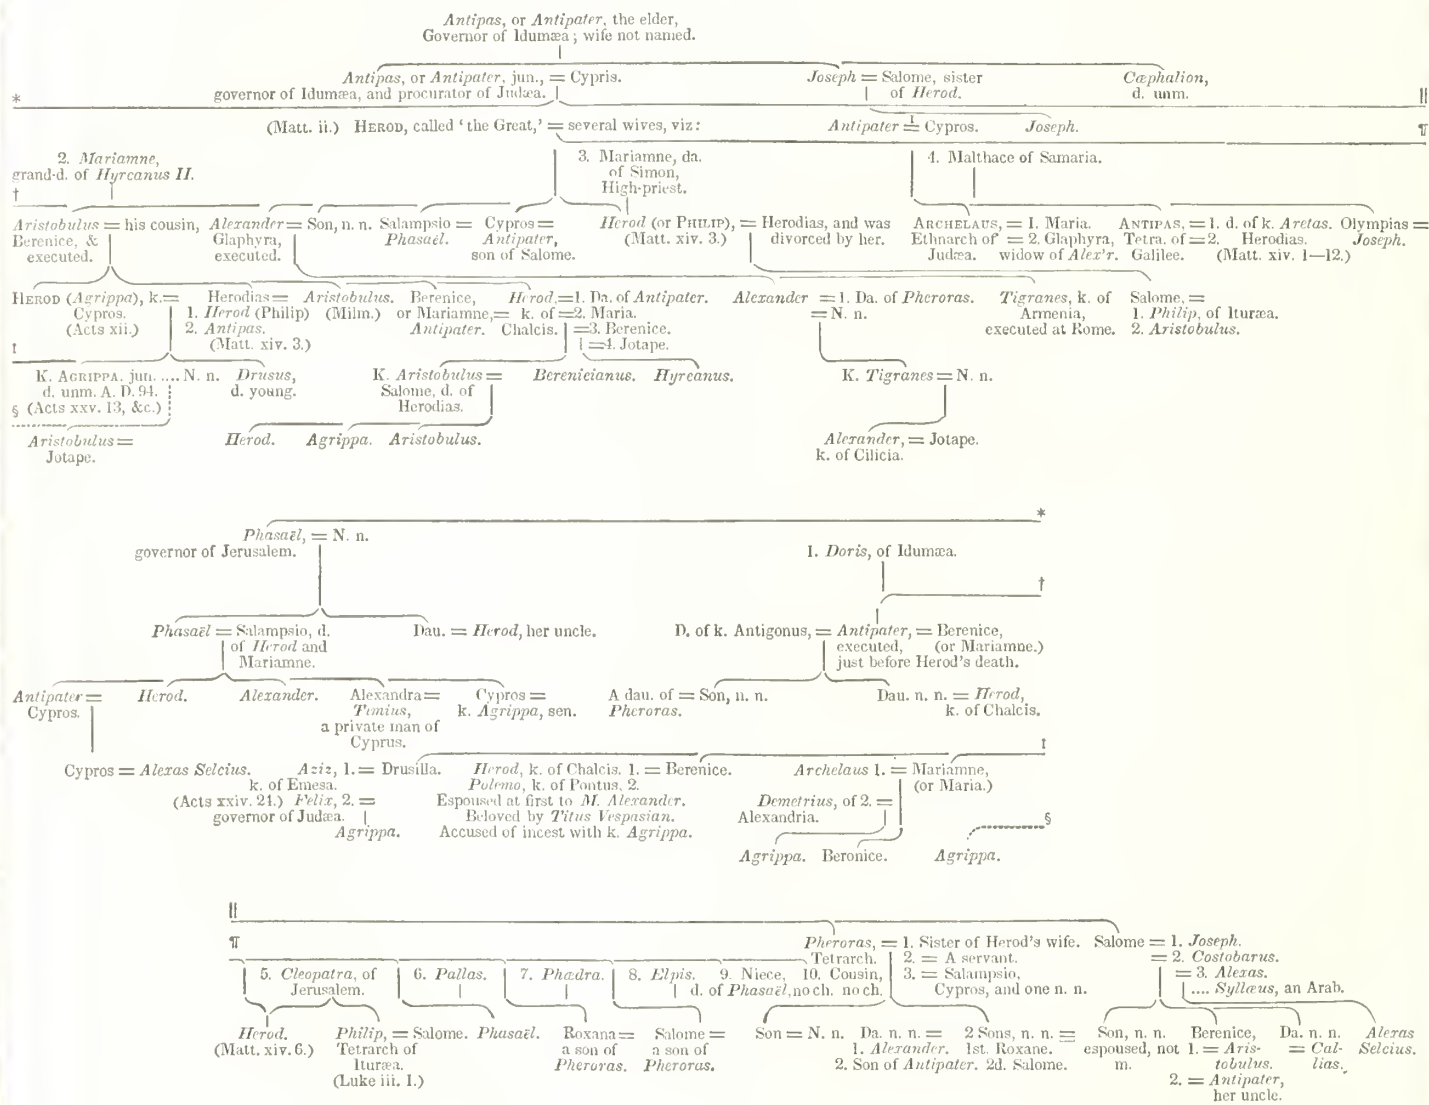 Antipas, or Antipater, the elder,
Governor of Idumæa; wife not named.
Antipas, or Antipater, jun., = Cypris. Joseph = Salome, sister Cæphalion,
governor of Idumæa, and procurator of Judæa. of Herod. d. unm.
* ||
(Matt. ii.) HEROD, called 'the Great,' = several wives, viz: Antipater = Cypros. Joseph. ¶
2. Mariamne, 3. Mariamne, da. 4. Malthace of Samaria.
grand-d. of Hyrcanus II. of Simon,
† High-priest.
Aristobulus = his cousin, Alexander = Son, n. n. Salampsio = Cypros = Herod (or PHILIP), = Herodias, and was ARCHELAUS, = 1. Maria. ANTIPAS, = 1. d. of k. Aretas. Olympias =
Berenice, & Glaphyra, Phasaël. Antipater, (Matt. xiv. 3.) divorced by her. Ethnarch of = 2. Glaphyra, Tetra. of = 2. Herodias. Joseph.
executed. executed. son of Salome. Judæa. widow of Alex'r. Galilee. (Matt. xiv. 1—12.)
HEROD (Agrippa), k. = Herodias = Aristobulus. Berenice, Herod. = 1. Da. of Antipater. Alexander = 1. Da. of Pheroras. Tigranes, k. of Salome, =
Cypros. 1. Herod (Philip) (Milm.) or Mariamne, = k. of = 2. Maria. = N. n. Armenia, 1. Philip, of Ituræa.
(Acts xii.) 2. Antipas. Antipater. Chalcis. = 3. Berenice. executed at Rome. 2. Aristobulus.
(Matt. xiv. 3.) = 4. Jotape.
‡
K. AGRIPPA. jun. .... N. n. Drusus, K. Aristobulus = Berenicianus. Hyrcanus. K. Tigranes = N. n.
d. unm. A. D. 94. d. young. Salome, d. of
§ (Acts xxv. 13, &c.) Herodias.
Aristobulus = Herod. Agrippa. Aristobulus. Alexander, = Jotape.
Jotape. k. of Cilicia.
*
Phasaël, = N. n.
governor of Jerusalem. 1. Doris, of Idumæa.
†
Phasaël = Salampsio, d. Dau. = Herod, her uncle. D. of k. Antigonus, = Antipater, = Berenice,
of Herod and executed, (or Mariamne.)
Mariamne. just before Herod's death.
Antipater = Herod. Alexander. Alexandra = Cypros = A dau. of = Son, n. n. Dau. n. n. = Herod,
Cypros. Timius, k. Agrippa, sen. Pheroras. k. of Chalcis.
a private man of
Cyprus.
‡
Cypros = Alexas Selcius. Aziz, 1. = Drusilla. Herod, k. of Chalcis. 1. = Berenice. Archelaus 1. = Mariamne,
k. of Emesa. Polemo, k. of Pontus, 2. (or Maria.)
(Acts xxiv. 24.) Felix, 2. = Espoused at first to M. Alexander. Demetrius, of 2. =
governor of Judæa. Beloved by Titus Vespasian. Alexandria. §
Agrippa. Accused of incest with k. Agrippa.
Agrippa. Beronice. Agrippa.
||
¶ Pheroras, = 1. Sister of Herod's wife. Salome = 1. Joseph.
Tetrarch. 2. = A servant. = 2. Costobarus.
5. Cleopatra, of 6. Pallas. 7. Phædra. 8. Elpis. 9. Niece, 10. Cousin, 3. = Salampsio, = 3. Alexas.
Jerusalem. d. of Phasaël, no ch. no ch. Cypros, and one n. n. .... Syllæus, an Arab.
Herod. Philip, = Salome. Phasaël. Roxana = Salome = Son = N. n. Da. n. n. = 2 Sons, n. n. = Son, n. n. Berenice, Da. n. n. Alexas
(Matt. xiv. 6.) Tetrarch of a son of a son of 1. Alexander. 1st. Roxane. espoused, not 1. = Aris- = Cal- Selcius.
Ituræa. Pheroras. Pheroras. 2. Son of Antipater. 2d. Salome. m. tobulus. lias.
(Luke iii. 1.) 2. = Antipater,
her uncle.